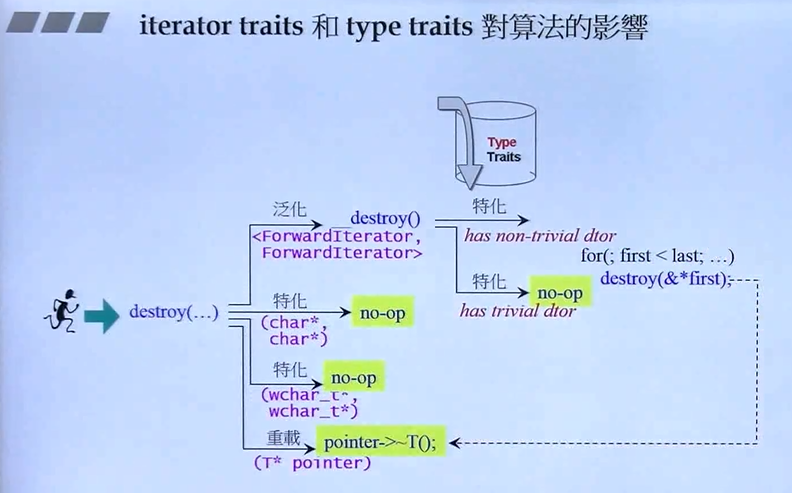 iterator traits 和 type traits 對算法的影響
Type
Traits
泛化
__destroy()
<ForwardIterator,
ForwardIterator>
特化
has non-trivial dtor
for(; first < last; …)
destroy(&*first);
特化
no-op
has trivial dtor
destroy(…)
特化
no-op
(char*,
char*)
特化
no-op
(wchar_t*,
wchar_t*)
重載
pointer->~T();
(T* pointer)